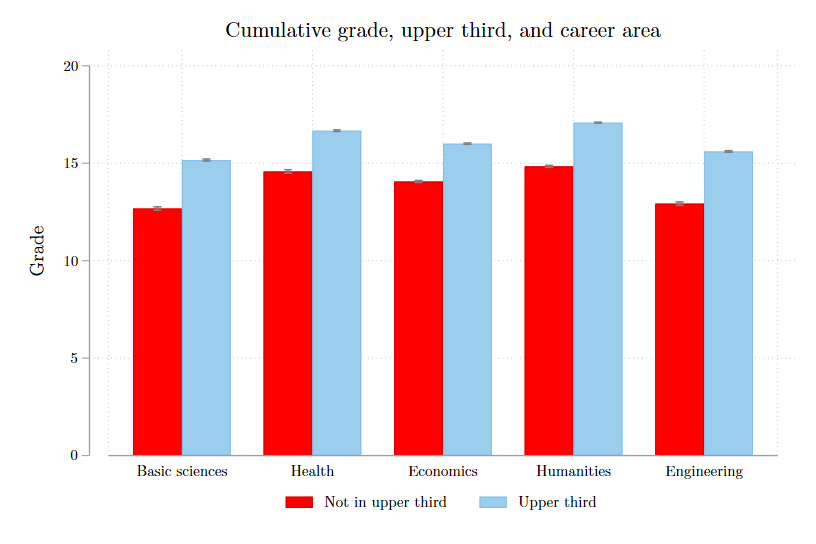 Cumulative grade, upper third, and career area
20
15
10
5
0
Grade
Basic sciences Health Economics Humanities Engineering
Not in upper third Upper third